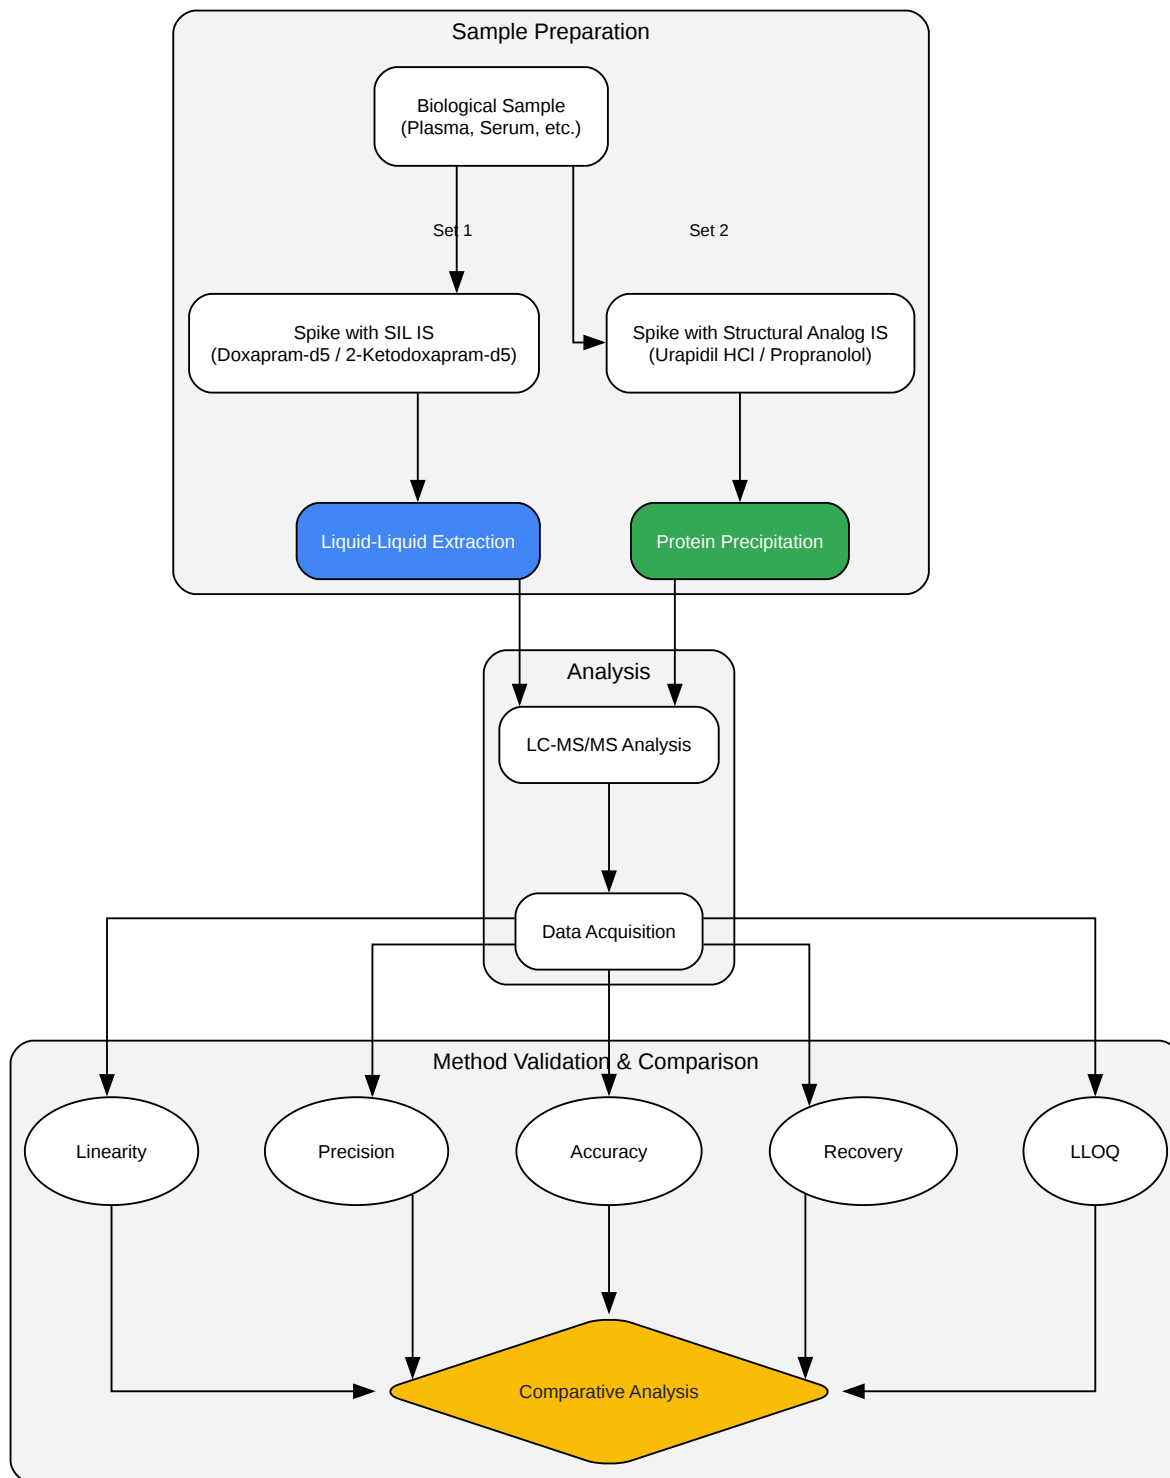 Sample Preparation
Biological Sample
(Plasma, Serum, etc.)
Set 1
Set 2
Spike with SIL IS
(Doxapram-d5 / 2-Ketodoxapram-d5)
Spike with Structural Analog IS
(Urapidil HCl / Propranolol)
Liquid-Liquid Extraction
Protein Precipitation
Analysis
LC-MS/MS Analysis
Data Acquisition
Method Validation & Comparison
Linearity
Precision
Accuracy
Recovery
LLOQ
Comparative Analysis